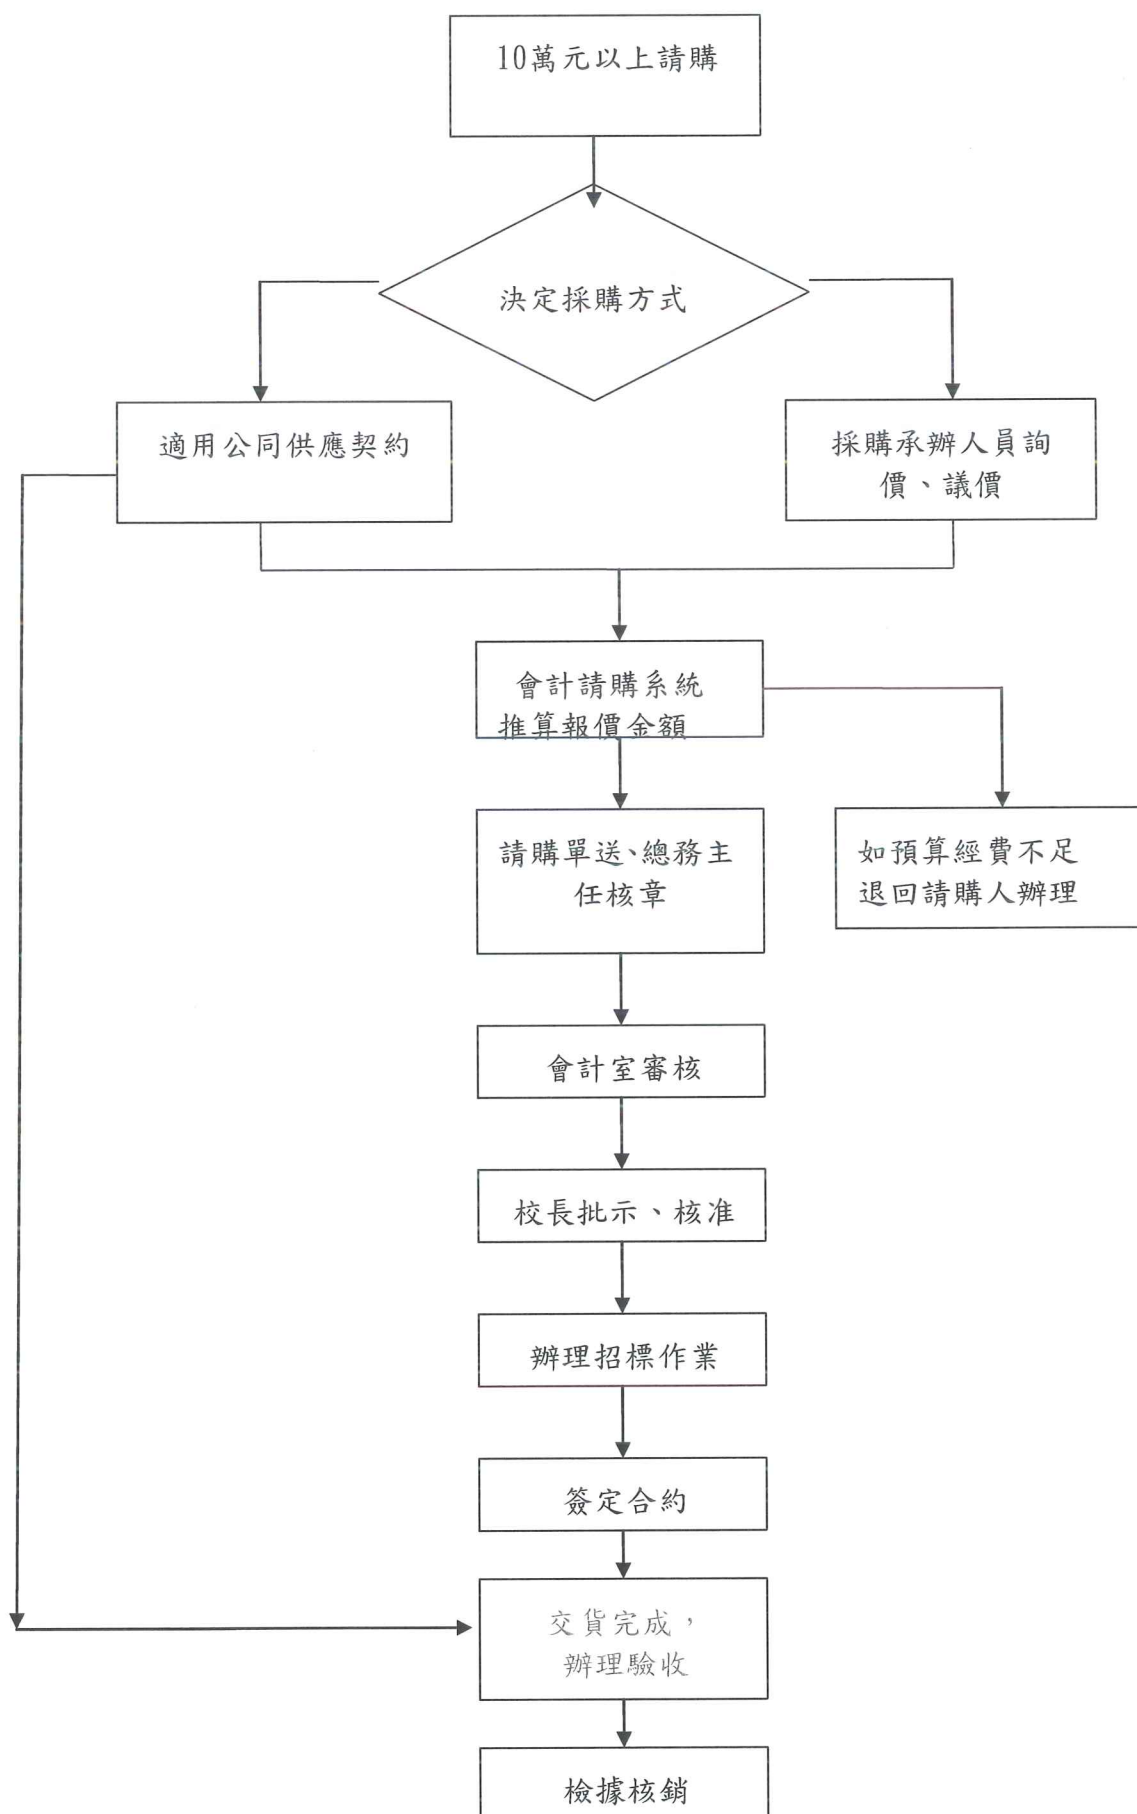 10萬元以上請購
決定採購方式
適用公同供應契約
採購承辦人員詢
價、議價
會計請購系統
推算報價金額
請購單送、總務主
任核章
如預算經費不足
退回請購人辦理
會計室審核
校長批示、核准
辦理招標作業
簽定合約
交貨完成，
辦理驗收
檢據核銷